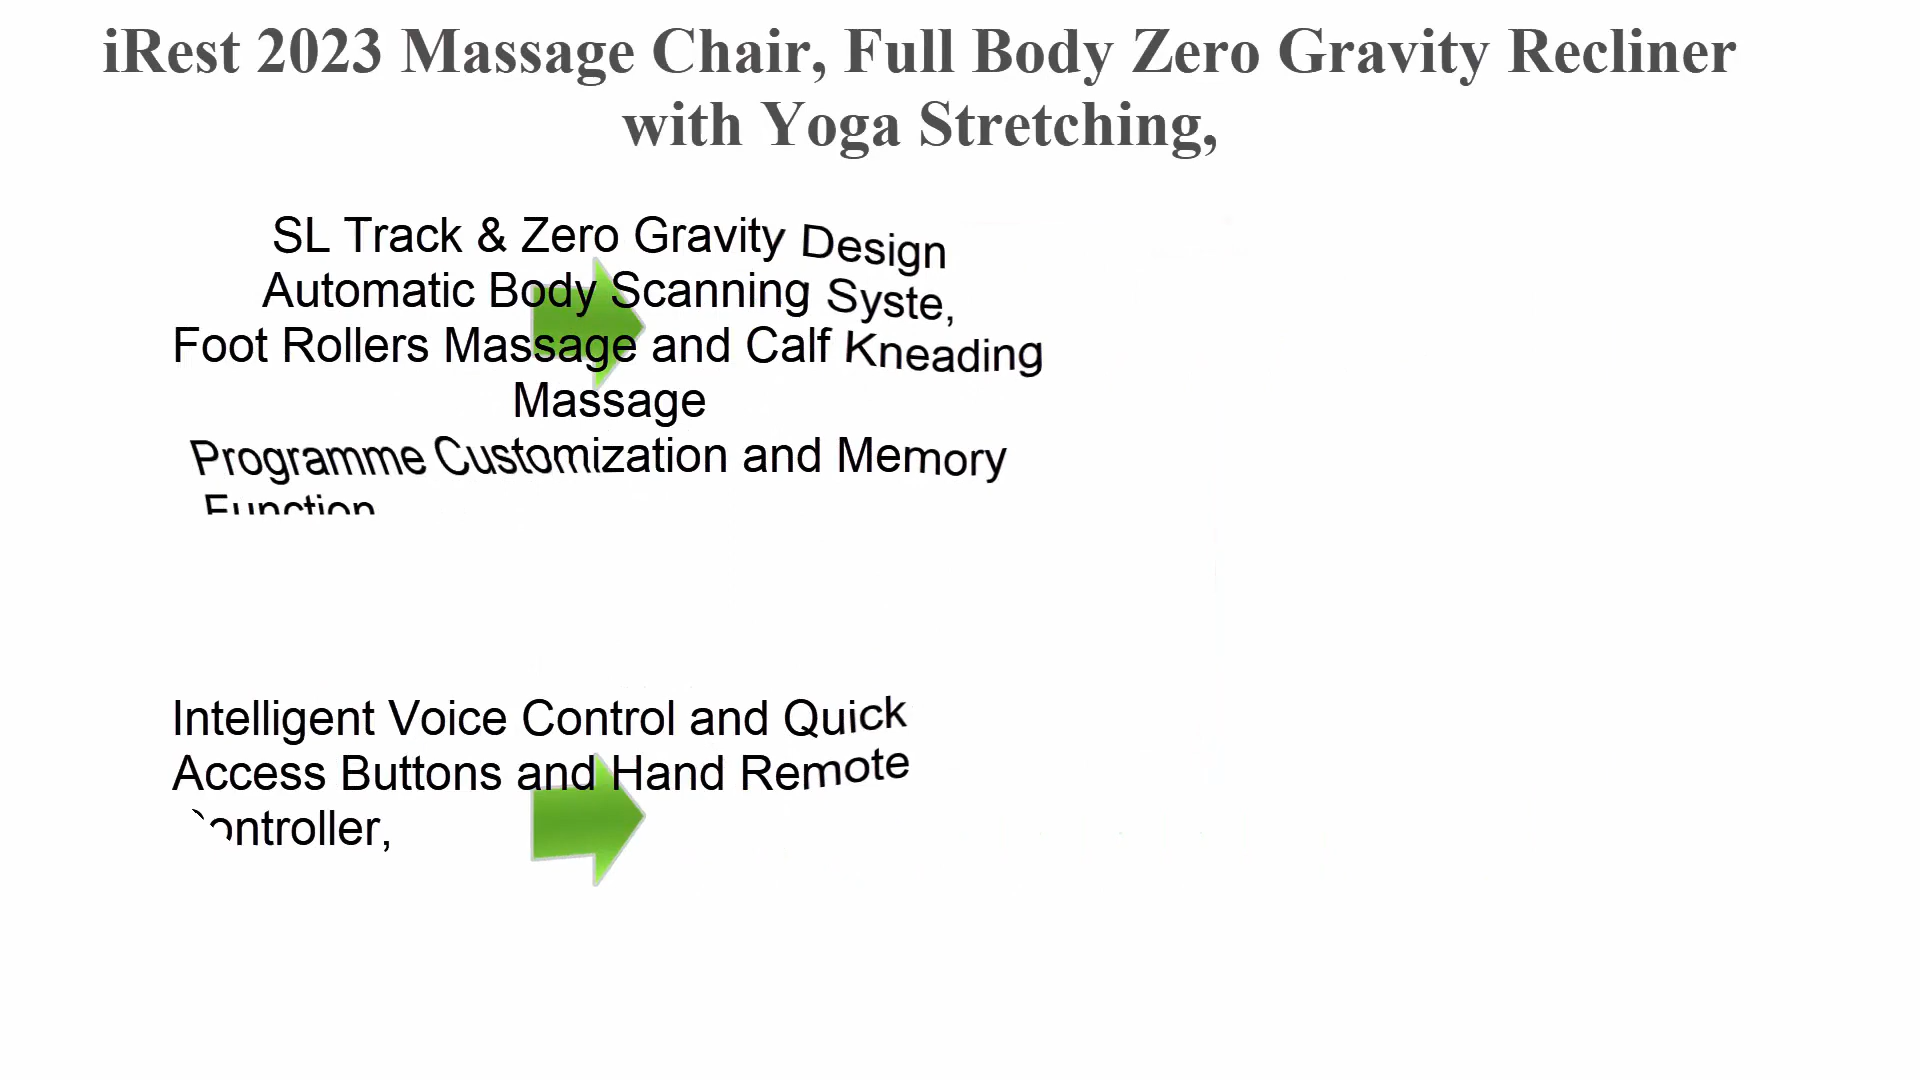 iRest 2023 Massage Chair, Full Body Zero Gravity Recliner
with Yoga Stretching,
SL Track & Zero Gravity Design
Automatic Body Scanning Syste,
Foot Rollers Massage and Calf Kneading
Massage
Programme Customization and Memory
Function
Intelligent Voice Control and Quick
Access Buttons and Hand Remote
Controller,